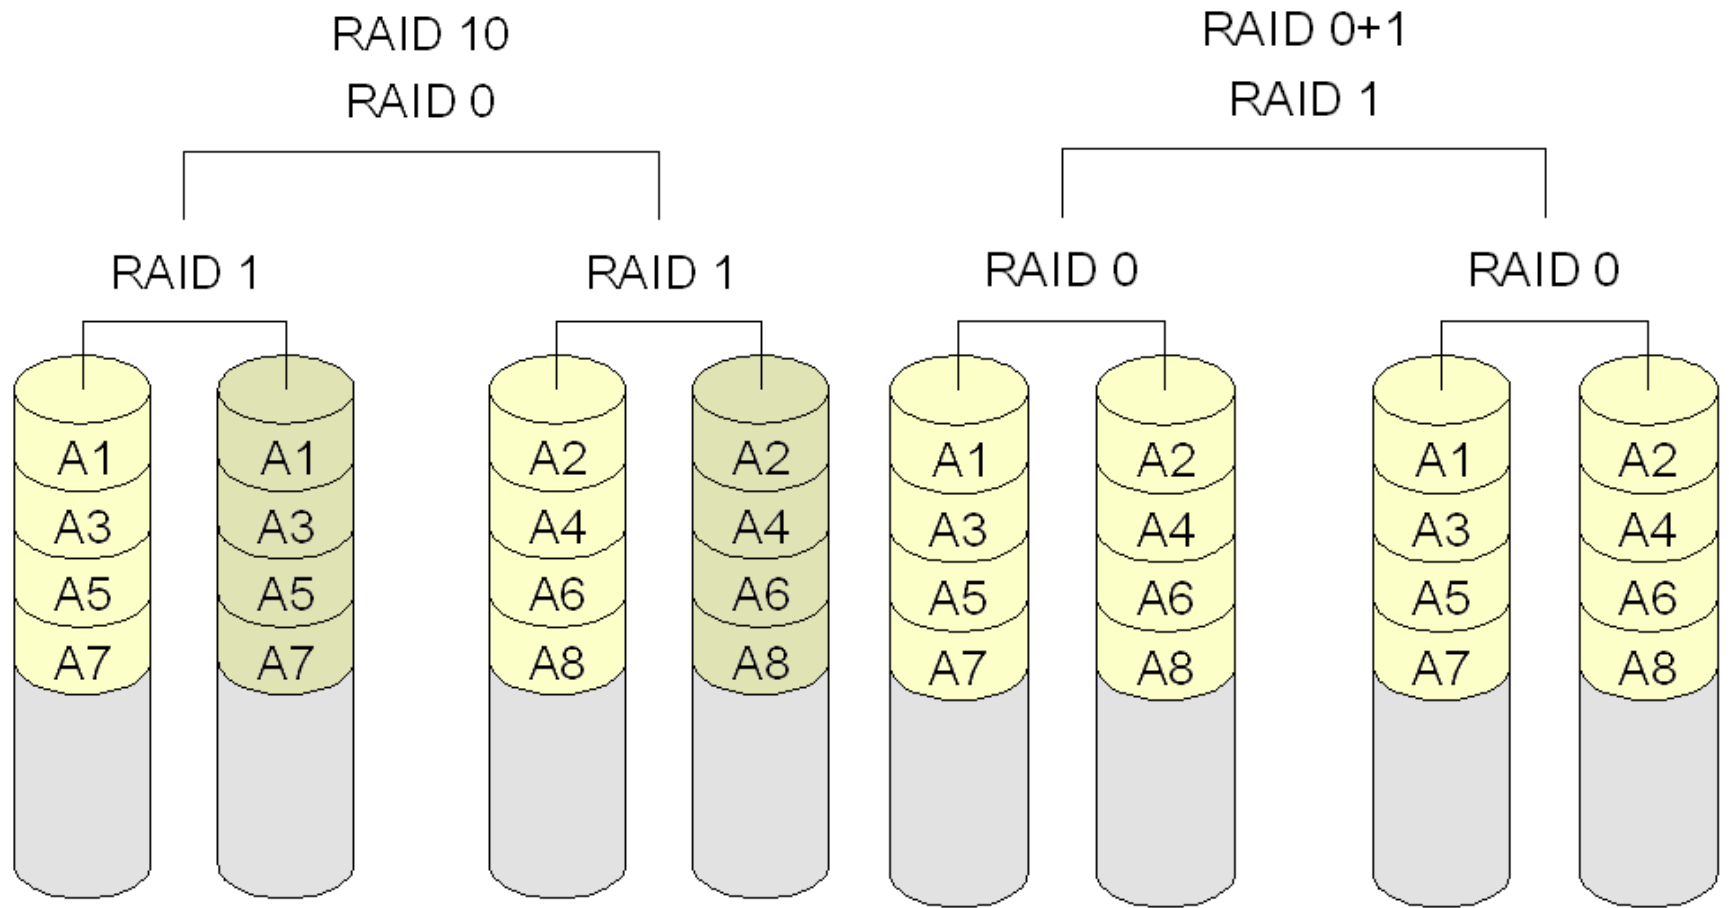 RAID 10
RAID 0
RAID 1 RAID 1
A1 A1 A2 A2
A3 A3 A4 A4
A5 A5 A6 A6
A7 A7 A8 A8
RAID 0+1
RAID 1
RAID 0 RAID 0
A1 A2 A1 A2
A3 A4 A3 A4
A5 A6 A5 A6
A7 A8 A7 A8